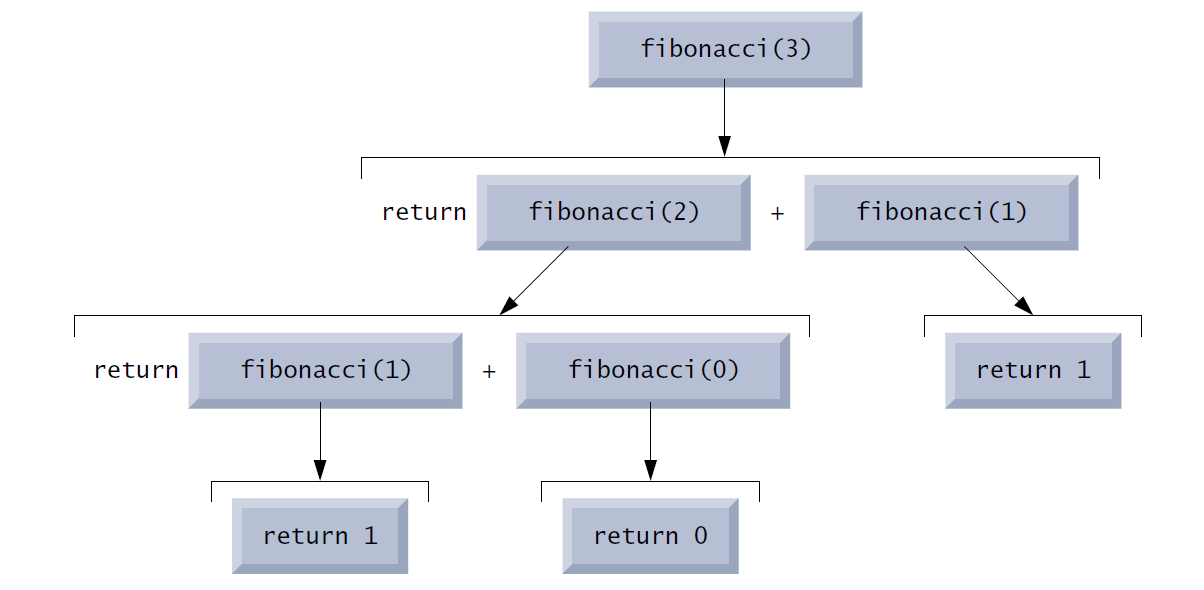 fibonacci(3)
return fibonacci(2) + fibonacci(1)
return fibonacci(1) + fibonacci(0) return 1
return 1 return 0